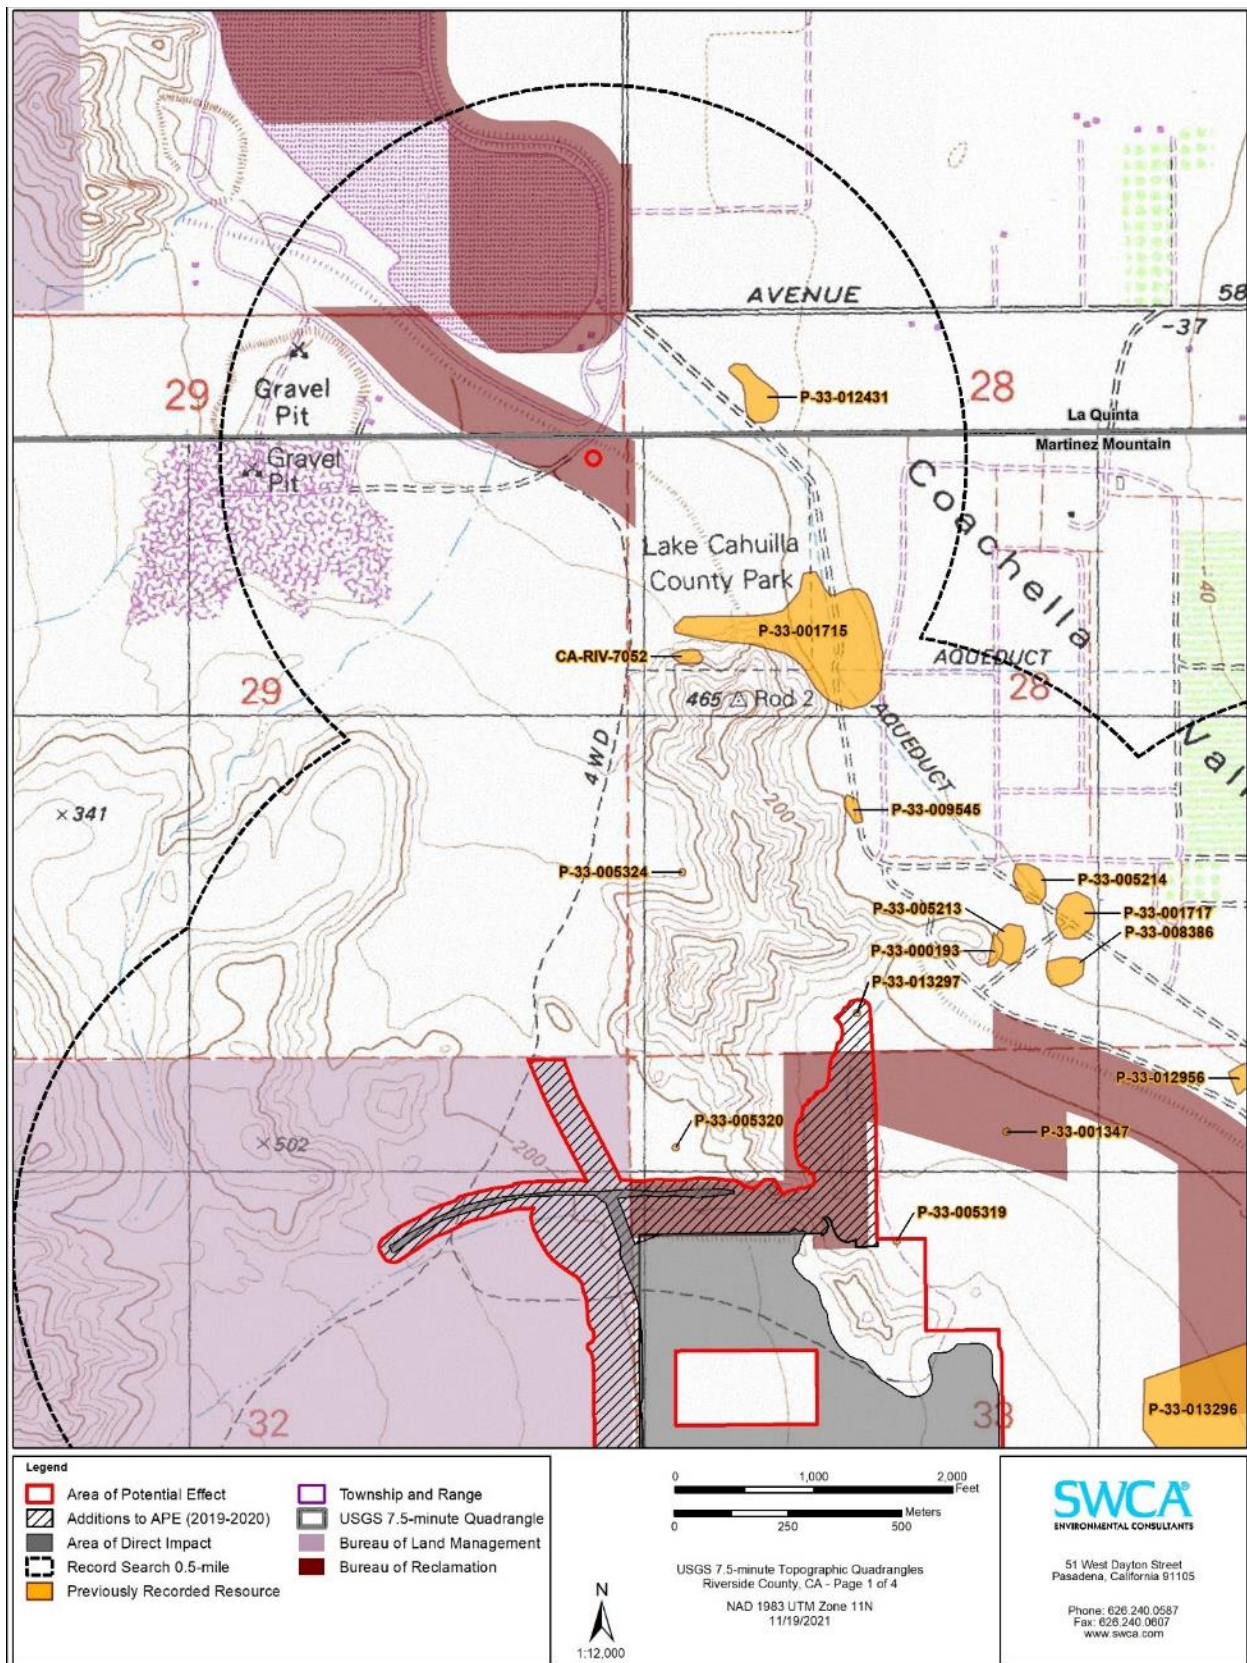 AVENUE
58
-37
29
Gravel
Pit
P-33-012431
28
La Quinta
Martinez Mountain
Gravel
Pit
Coachella
Lake Cahuilla
County Park
-40
P-33-001715
CA-RIV-7052
AQUEDUCT
29
28
465
Rod 2
AQUEDUCT
4WD
×341
200
P-33-009545
P-33-005324
P-33-005214
P-33-005213
P-33-001717
P-33-008386
P-33-000193
P-33-013297
P-33-012956
P-33-005320
P-33-001347
×502
200
P-33-005319
32
33
P-33-013296
Legend
Area of Potential Effect
Additions to APE (2019-2020)
Area of Direct Impact
Record Search 0.5-mile
Previously Recorded Resource
Township and Range
USGS 7.5-minute Quadrangle
Bureau of Land Management
Bureau of Reclamation
N
1:12,000
0 1,000 2,000
Feet
Meters
0 250 500
USGS 7.5-minute Topographic Quadrangles
Riverside County, CA - Page 1 of 4
NAD 1983 UTM Zone 11N
11/19/2021
SWCA®
ENVIRONMENTAL CONSULTANTS
51 West Dayton Street
Pasadena, California 91105
Phone: 626.240.0587
Fax: 626.240.0607
www.swca.com